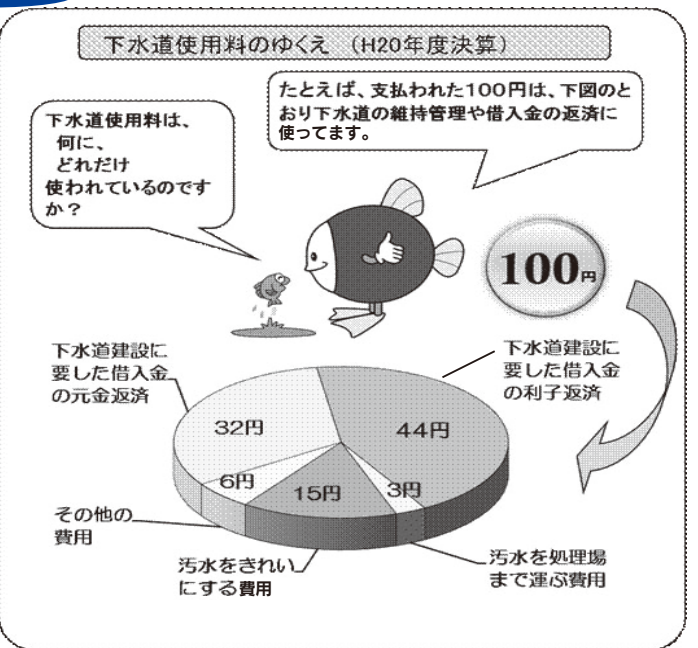 下水道使用料のゆくえ （H20年度決算）
たとえば、支払われた100円は、下図のと
おり下水道の維持管理や借入金の返済に
使ってます。
下水道使用料は、
何に、
どれだけ
使われているのです
か？
100円
下水道建設に
要した借入金
の元金返済
下水道建設に
要した借入金
の利子返済
32円
44円
6円
15円
3円
その他の
費用
汚水をきれい
にする費用
汚水を処理場
まで運ぶ費用